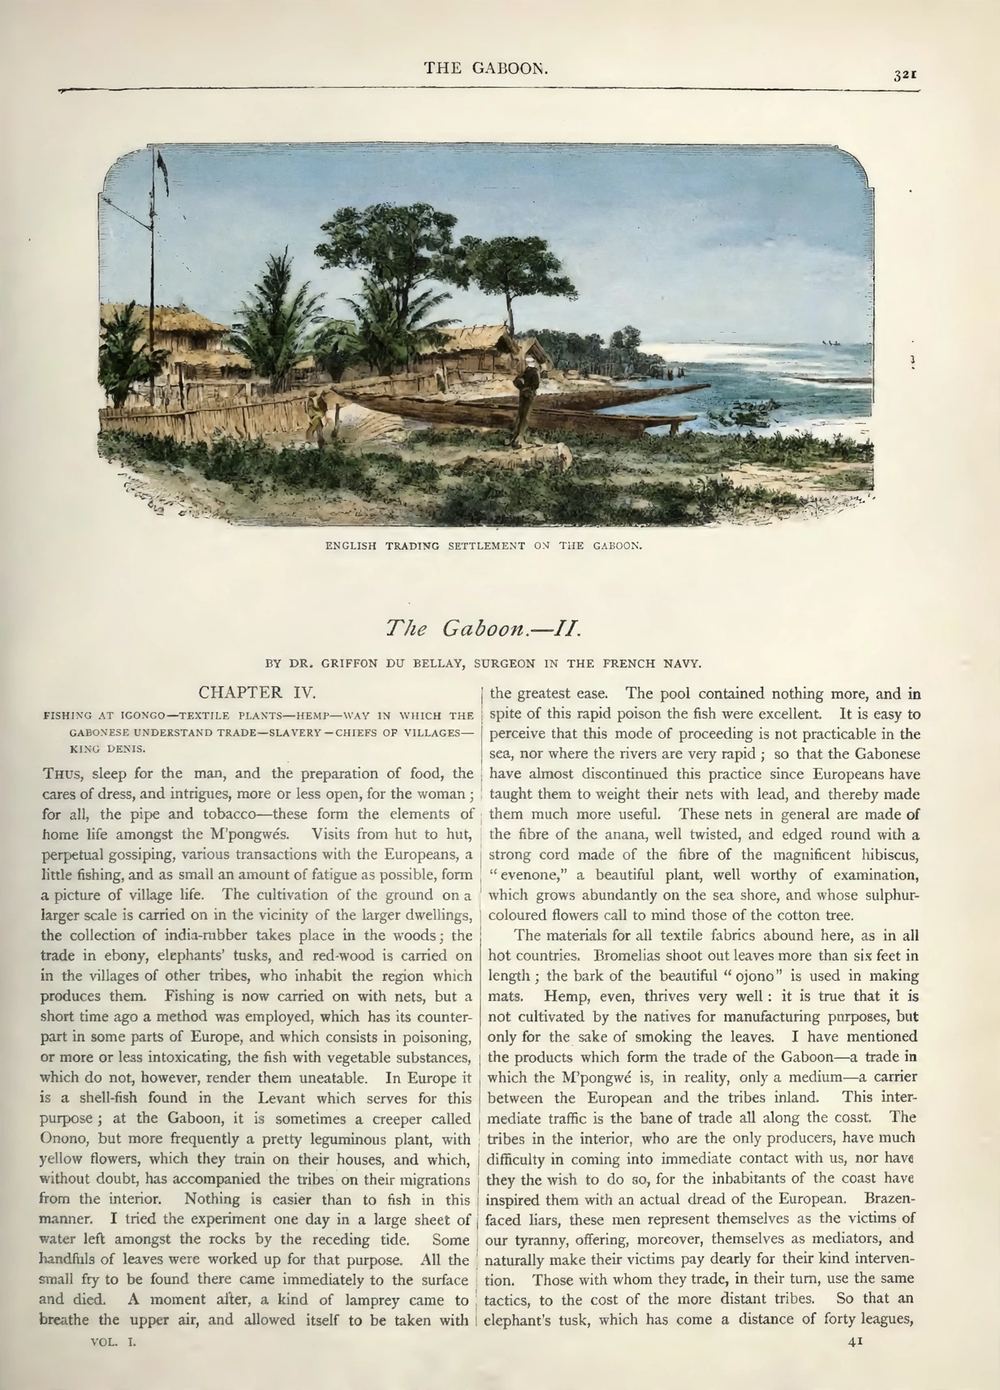 THE GABOON.
321
ENGLISH TRADING SETTLEMENT ON THE GABOON.
The Gaboon.—II.
BY DR. GRIFFON DU BELLAY, SURGEON IN THE FRENCH NAVY.
CHAPTER IV.
FISHING AT IGONGO—TEXTILE PLANTS—HEMP—WAY IN WHICH THE
GABONESE UNDERSTAND TRADE—SLAVERY—CHIEFS OF VILLAGES—
KING DENIS.
THUS, sleep for the man, and the preparation of food, the
cares of dress, and intrigues, more or less open, for the woman;
for all, the pipe and tobacco—these form the elements of
home life amongst the M'pongwés. Visits from hut to hut,
perpetual gossiping, various transactions with the Europeans, a
little fishing, and as small an amount of fatigue as possible, form
a picture of village life. The cultivation of the ground on a
larger scale is carried on in the vicinity of the larger dwellings,
the collection of india-rubber takes place in the woods; the
trade in ebony, elephants' tusks, and red-wood is carried on
in the villages of other tribes, who inhabit the region which
produces them. Fishing is now carried on with nets, but a
short time ago a method was employed, which has its counter-
part in some parts of Europe, and which consists in poisoning,
or more or less intoxicating, the fish with vegetable substances,
which do not, however, render them uneatable. In Europe it
is a shell-fish found in the Levant which serves for this
purpose; at the Gaboon, it is sometimes a creeper called
Onono, but more frequently a pretty leguminous plant, with
yellow flowers, which they train on their houses, and which,
without doubt, has accompanied the tribes on their migrations
from the interior. Nothing is easier than to fish in this
manner. I tried the experiment one day in a large sheet of
water left amongst the rocks by the receding tide. Some
handfuls of leaves were worked up for that purpose. All the
small fry to be found there came immediately to the surface
and died. A moment after, a kind of lamprey came to
breathe the upper air, and allowed itself to be taken with
the greatest ease. The pool contained nothing more, and in
spite of this rapid poison the fish were excellent. It is easy to
perceive that this mode of proceeding is not practicable in the
sea, nor where the rivers are very rapid; so that the Gabonese
have almost discontinued this practice since Europeans have
taught them to weight their nets with lead, and thereby made
them much more useful. These nets in general are made of
the fibre of the anana, well twisted, and edged round with a
strong cord made of the fibre of the magnificent hibiscus,
"evenone," a beautiful plant, well worthy of examination,
which grows abundantly on the sea shore, and whose sulphur-
coloured flowers call to mind those of the cotton tree.
The materials for all textile fabrics abound here, as in all
hot countries. Bromelias shoot out leaves more than six feet in
length; the bark of the beautiful "ojono" is used in making
mats. Hemp, even, thrives very well: it is true that it is
not cultivated by the natives for manufacturing purposes, but
only for the sake of smoking the leaves. I have mentioned
the products which form the trade of the Gaboon—a trade in
which the M'pongwé is, in reality, only a medium—a carrier
between the European and the tribes inland. This inter-
mediate traffic is the bane of trade all along the cosst. The
tribes in the interior, who are the only producers, have much
difficulty in coming into immediate contact with us, nor have
they the wish to do so, for the inhabitants of the coast have
inspired them with an actual dread of the European. Brazen-
faced liars, these men represent themselves as the victims of
our tyranny, offering, moreover, themselves as mediators, and
naturally make their victims pay dearly for their kind interven-
tion. Those with whom they trade, in their turn, use the same
tactics, to the cost of the more distant tribes. So that an
elephant's tusk, which has come a distance of forty leagues,
VOL. I.
41